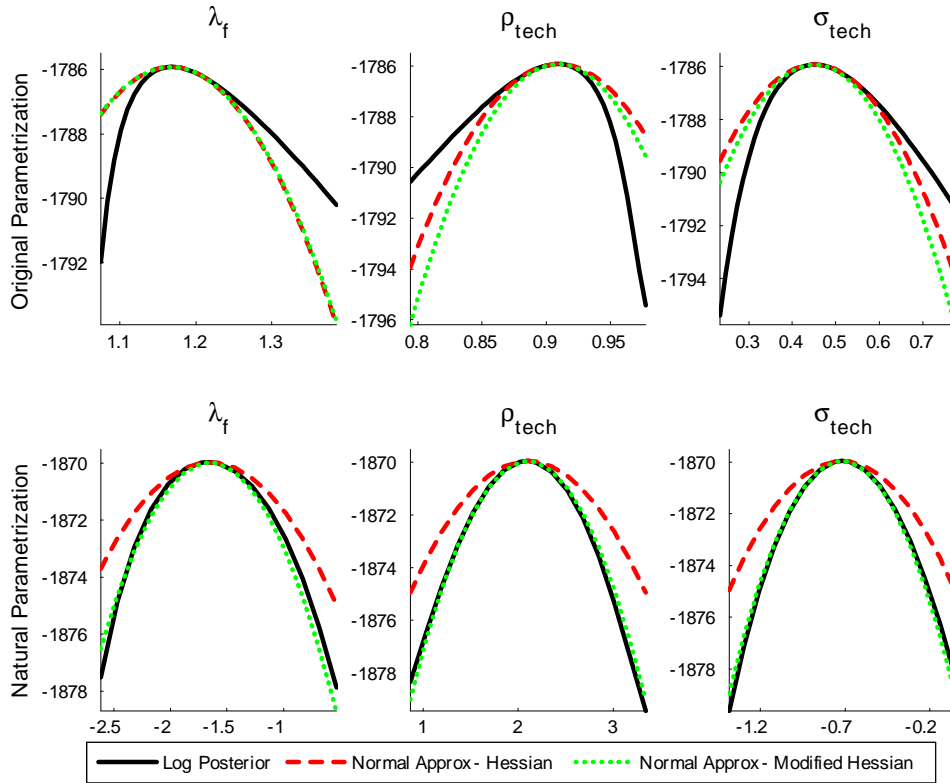 λf ρtech σtech
Original Parametrization
-1786 -1788 -1790 -1792
1.1 1.2 1.3
-1786 -1788 -1790 -1792 -1794 -1796
0.8 0.85 0.9 0.95
-1786 -1788 -1790 -1792 -1794
0.3 0.4 0.5 0.6 0.7
λf ρtech σtech
Natural Parametrization
-1870 -1872 -1874 -1876 -1878
-2.5 -2 -1.5 -1
-1870 -1872 -1874 -1876 -1878
1 2 3
-1870 -1872 -1874 -1876 -1878
-1.2 -0.7 -0.2
Log Posterior Normal Approx - Hessian Normal Approx - Modified Hessian